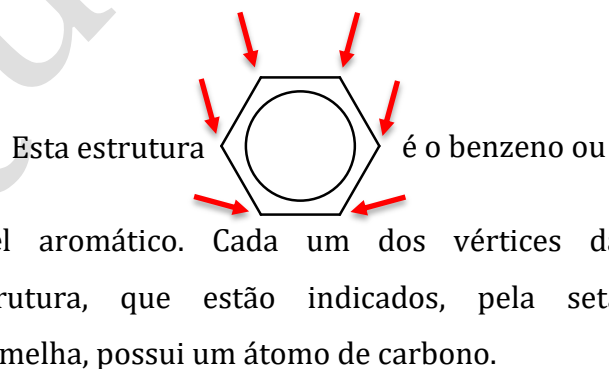 Esta estrutura é o benzeno ou
el aromático. Cada um dos vértices da
rutura, que estão indicados, pela seta
melha, possui um átomo de carbono.